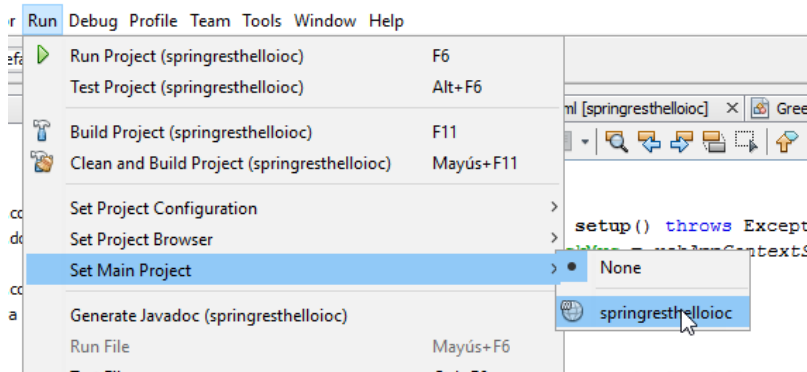 Run Debug Profile Team Tools Window Help
Run Project (springresthelloioc) F6
Test Project (springresthelloioc) Alt+F6
ml [springresthelloioc] Gree
Build Project (springresthelloioc) F11
Clean and Build Project (springresthelloioc) Mayús+F11
Set Project Configuration
setup() throws Except
Set Project Browser
Set Main Project
None
springresthelloioc
Generate Javadoc (springresthelloioc)
Run File Mayús+F6